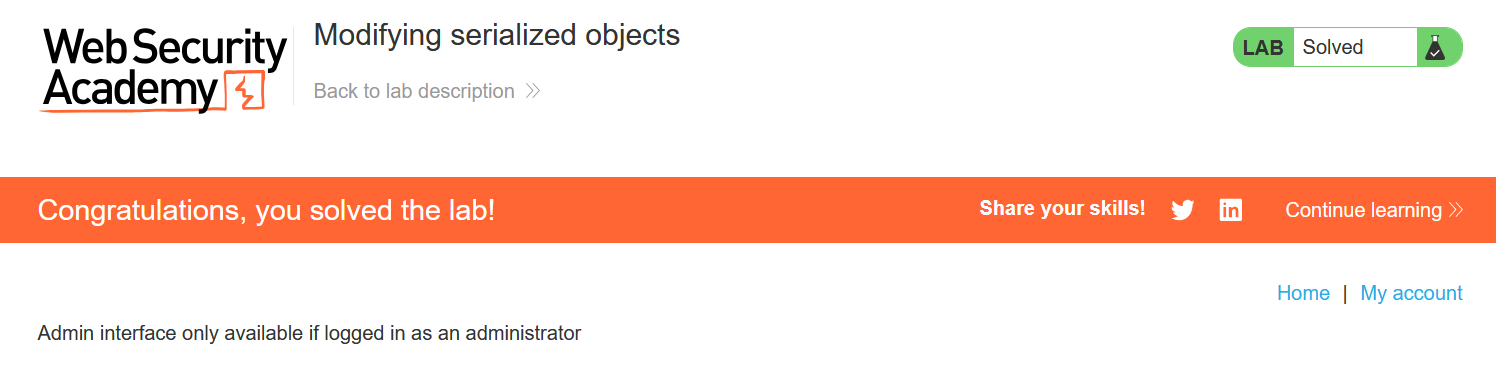 Web Security
Academy
Modifying serialized objects
Back to lab description
LAB Solved
Congratulations, you solved the lab!
Share your skills!
Continue learning
Home | My account
Admin interface only available if logged in as an administrator